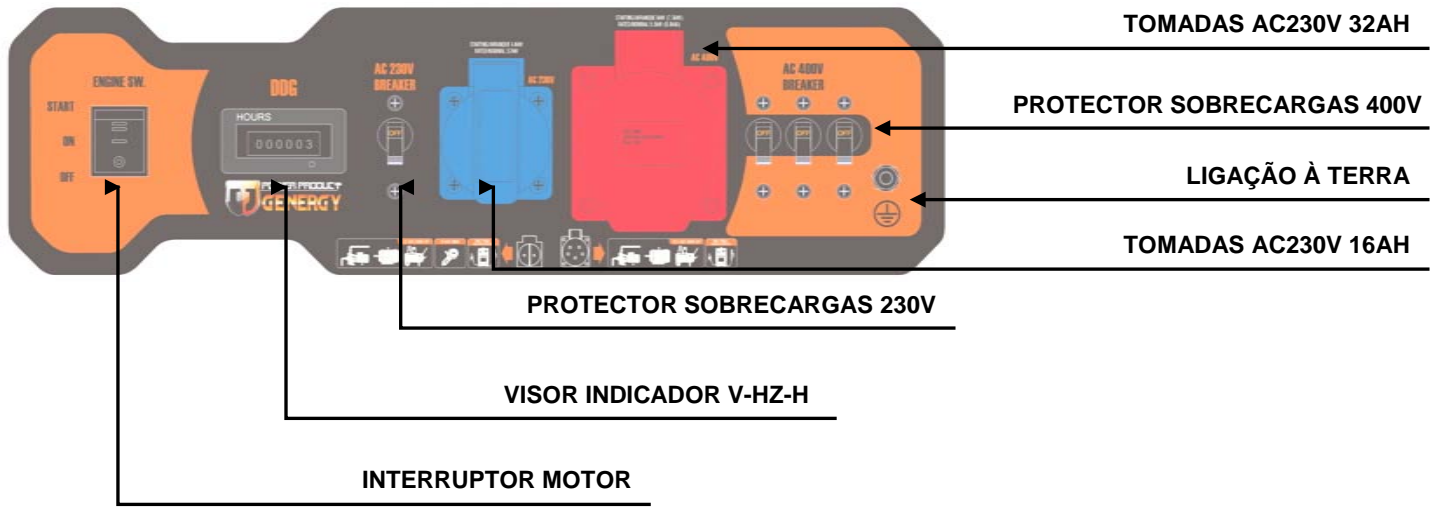 TOMADAS AC230V 32AH
PROTECTOR SOBRECARGAS 400V
LIGAÇÃO À TERRA
TOMADAS AC230V 16AH
PROTECTOR SOBRECARGAS 230V
VISOR INDICADOR V-HZ-H
INTERRUPTOR MOTOR
ENGINE SW.
START
ON
OFF
DDG
HOURS
000003
POWER PRODUCT
GENERGY
AC 230V
BREAKER
OFF
AC 230V
AC 400V
AC 400V
BREAKER
OFF OFF OFF